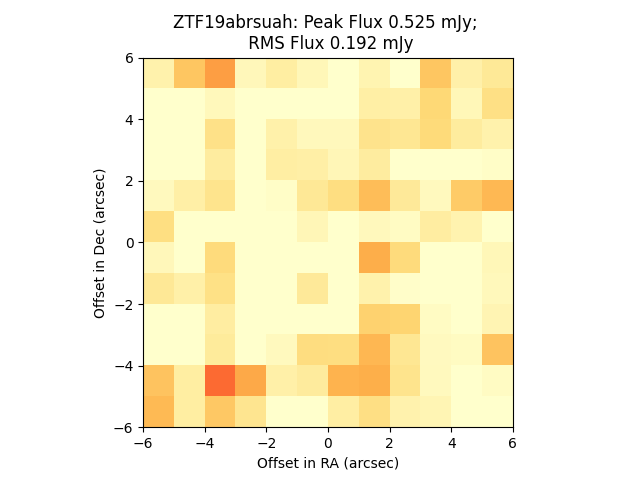 ZTF19abrsuah: Peak Flux 0.525 mJy;
RMS Flux 0.192 mJy
6
4
2
0
−2
−4
−6
Offset in Dec (arcsec)
−6 −4 −2 0 2 4 6
Offset in RA (arcsec)